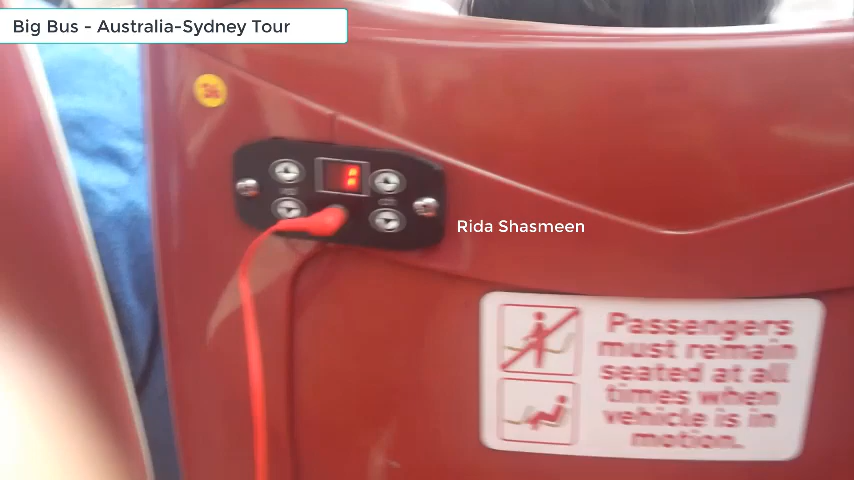 Big Bus - Australia-Sydney Tour
36
Rida Shasmeen
Passengers
must remain
seated at all
times when
vehicle is in
motion.